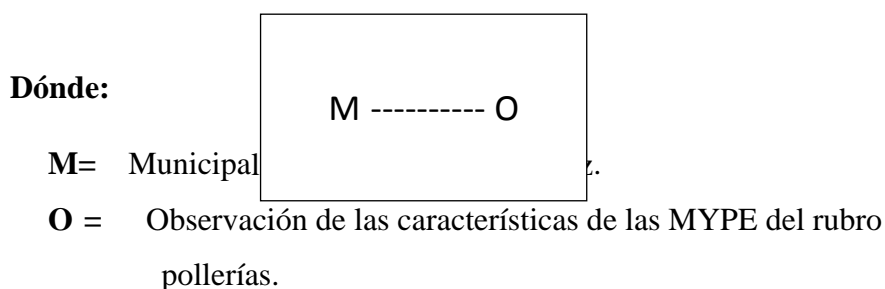 Dónde:
M ---------- O
M= Municipal z.
O = Observación de las características de las MYPE del rubro
pollerías.